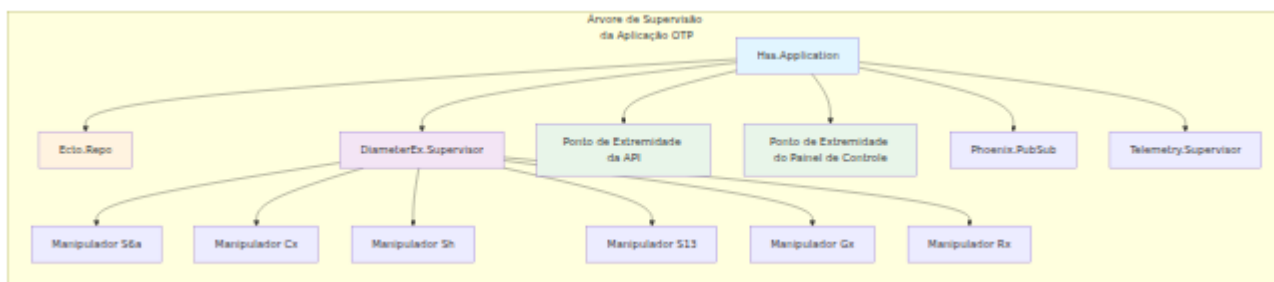 Árvore de Supervisão
da Aplicação OTP
Hss.Application
Ecto.Repo
DiameterEx.Supervisor
Ponto de Extremidade
da API
Ponto de Extremidade
do Painel de Controle
Phoenix.PubSub
Telemetry.Supervisor
Manipulador S6a
Manipulador Cx
Manipulador Sh
Manipulador S13
Manipulador Gx
Manipulador Rx